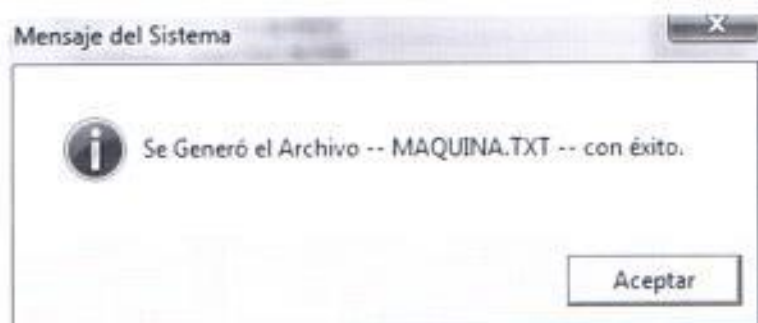 Mensaje del Sistema
Se Generó el Archivo -- MAQUINA.TXT -- con éxito.
Aceptar